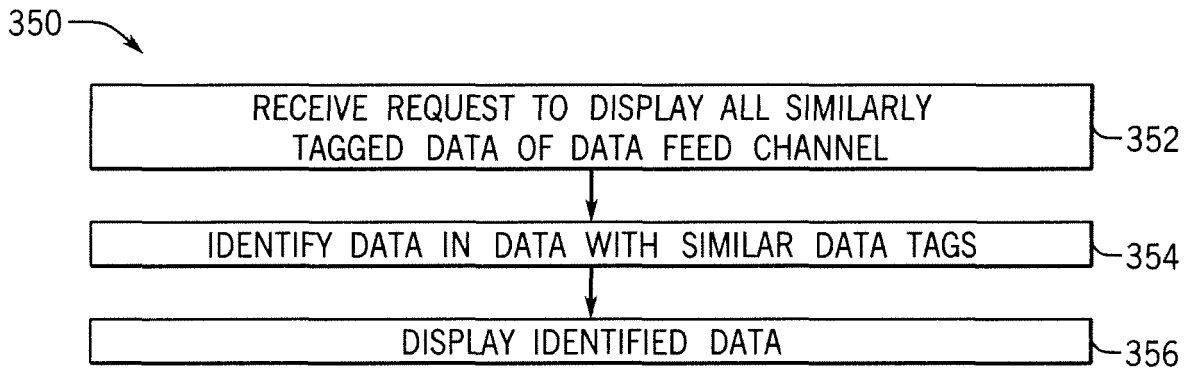 350
RECEIVE REQUEST TO DISPLAY ALL SIMILARLY
TAGGED DATA OF DATA FEED CHANNEL
352
IDENTIFY DATA IN DATA WITH SIMILAR DATA TAGS
354
DISPLAY IDENTIFIED DATA
356